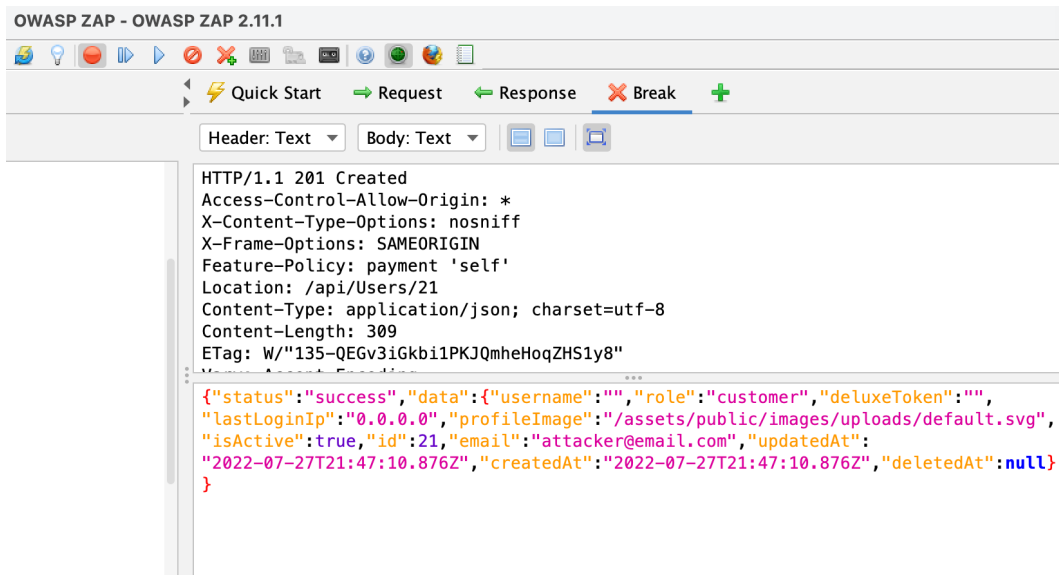 OWASP ZAP - OWASP ZAP 2.11.1
Quick Start Request Response Break
Header: Text Body: Text
HTTP/1.1 201 Created
Access-Control-Allow-Origin: *
X-Content-Type-Options: nosniff
X-Frame-Options: SAMEORIGIN
Feature-Policy: payment 'self'
Location: /api/Users/21
Content-Type: application/json; charset=utf-8
Content-Length: 309
ETag: W/"135-QEGv3iGkbi1PKJQmheHoqZHS1y8"
{"status":"success","data":{"username":"","role":"customer","deluxeToken":"",
"lastLoginIp":"0.0.0.0","profileImage":"/assets/public/images/uploads/default.svg",
"isActive":true,"id":21,"email":"attacker@email.com","updatedAt":
"2022-07-27T21:47:10.876Z","createdAt":"2022-07-27T21:47:10.876Z","deletedAt":null}
}